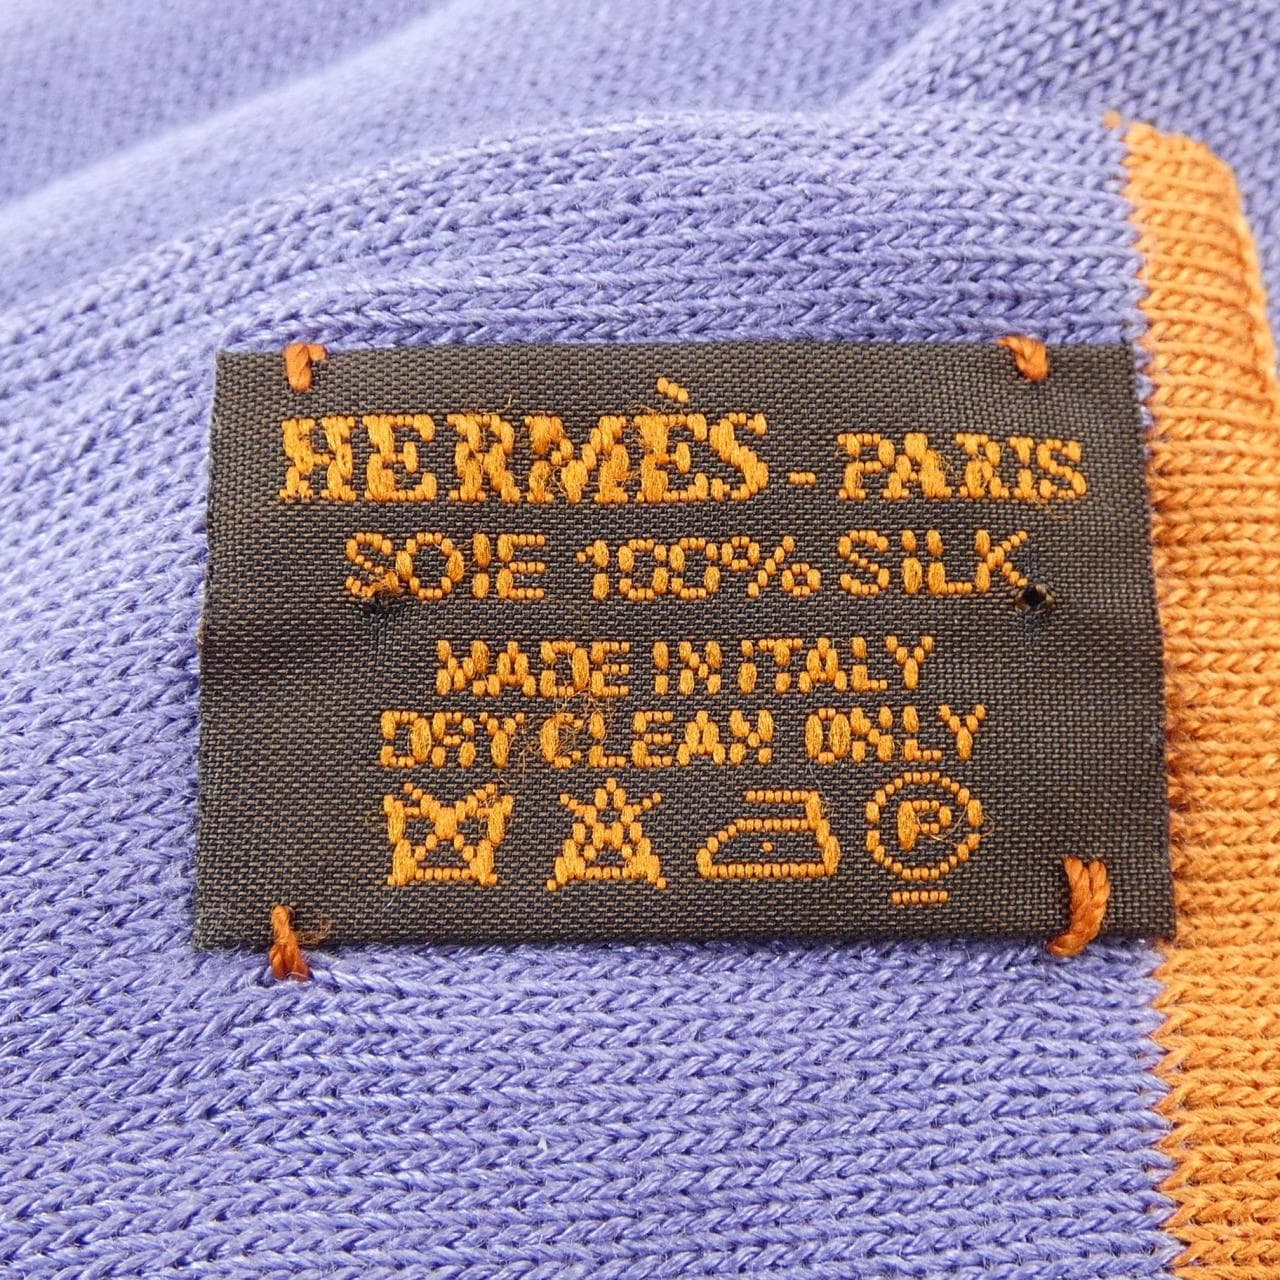 HERMÈS - PARIS
SOIE 100% SILK
MADE IN ITALY
DRY CLEAN ONLY
P